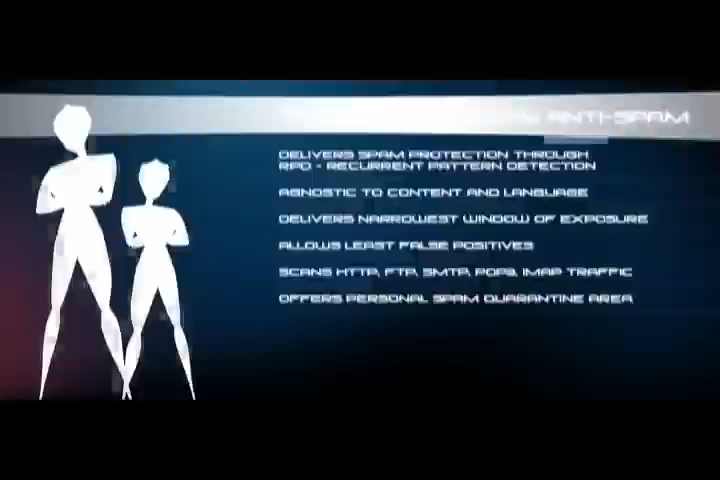 ANTI-SPAM
DELIVERS SPAM PROTECTION THROUGH
RPD - RECURRENT PATTERN DETECTION
AGNOSTIC TO CONTENT AND LANGUAGE
DELIVERS NARROWEST WINDOW OF EXPOSURE
ALLOWS LEAST FALSE POSITIVES
SCANS HTTP, FTP, SMTP, POP3, IMAP TRAFFIC
OFFERS PERSONAL SPAM QUARANTINE AREA